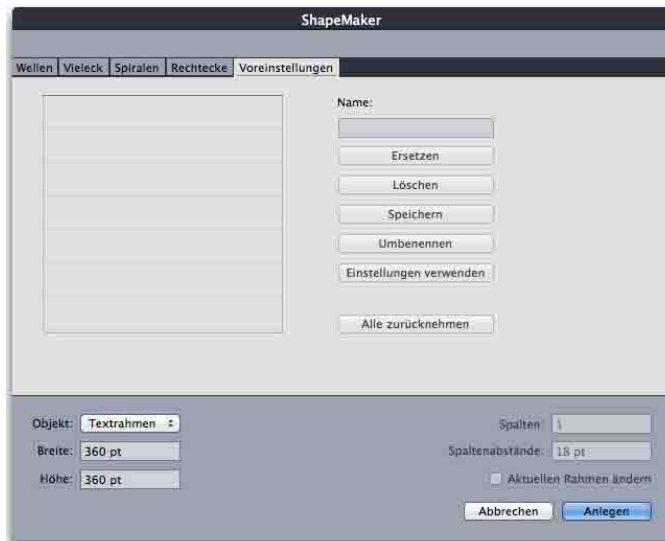 ShapeMaker
Wellen Vieleck Spiralen Rechtecke Voreinstellungen
Name:
Ersetzen
Löschen
Speichern
Umbenennen
Einstellungen verwenden
Alle zurücknehmen
Objekt: Textrahmen
Spalten: 1
Breite: 360 pt
Spaltenabstände: 18 pt
Höhe: 360 pt
Aktuellen Rahmen ändern
Abbrechen Anlegen